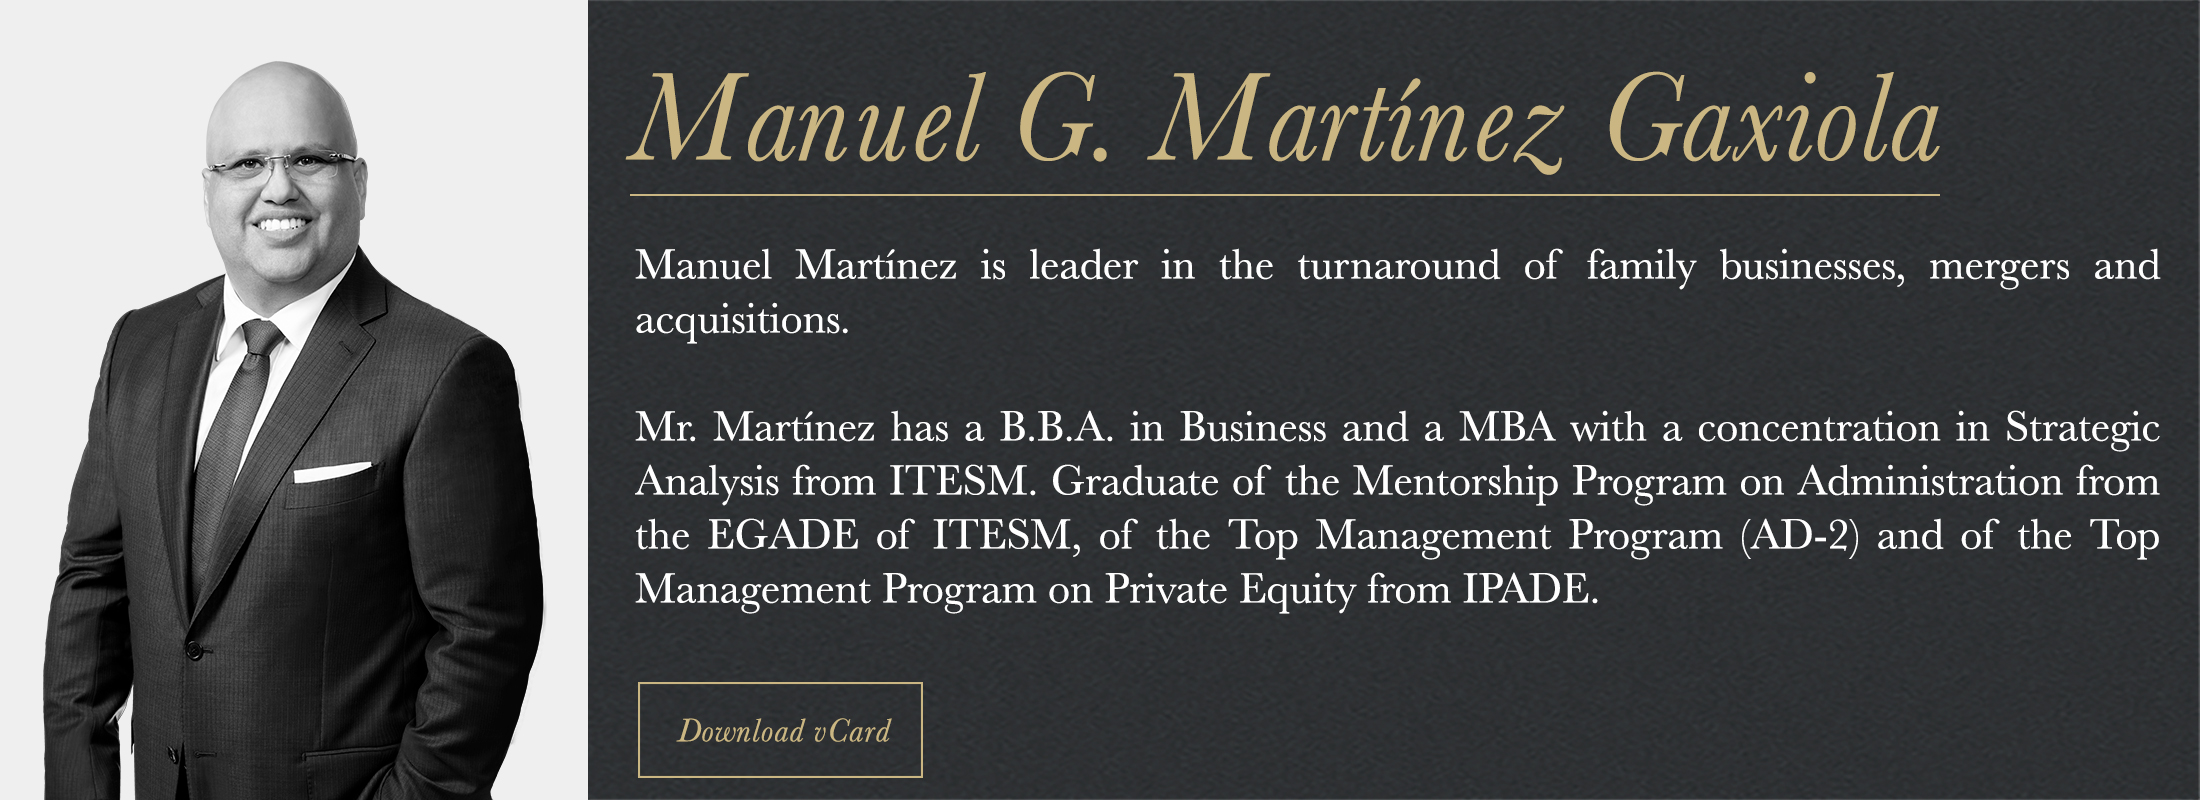 Manuel G. Martínez Gaxiola
Manuel Martínez is leader in the turnaround of family businesses, mergers and
acquisitions.
Mr. Martínez has a B.B.A. in Business and a MBA with a concentration in Strategic
Analysis from ITESM. Graduate of the Mentorship Program on Administration from
the EGADE of ITESM, of the Top Management Program (AD-2) and of the Top
Management Program on Private Equity from IPADE.
Download vCard